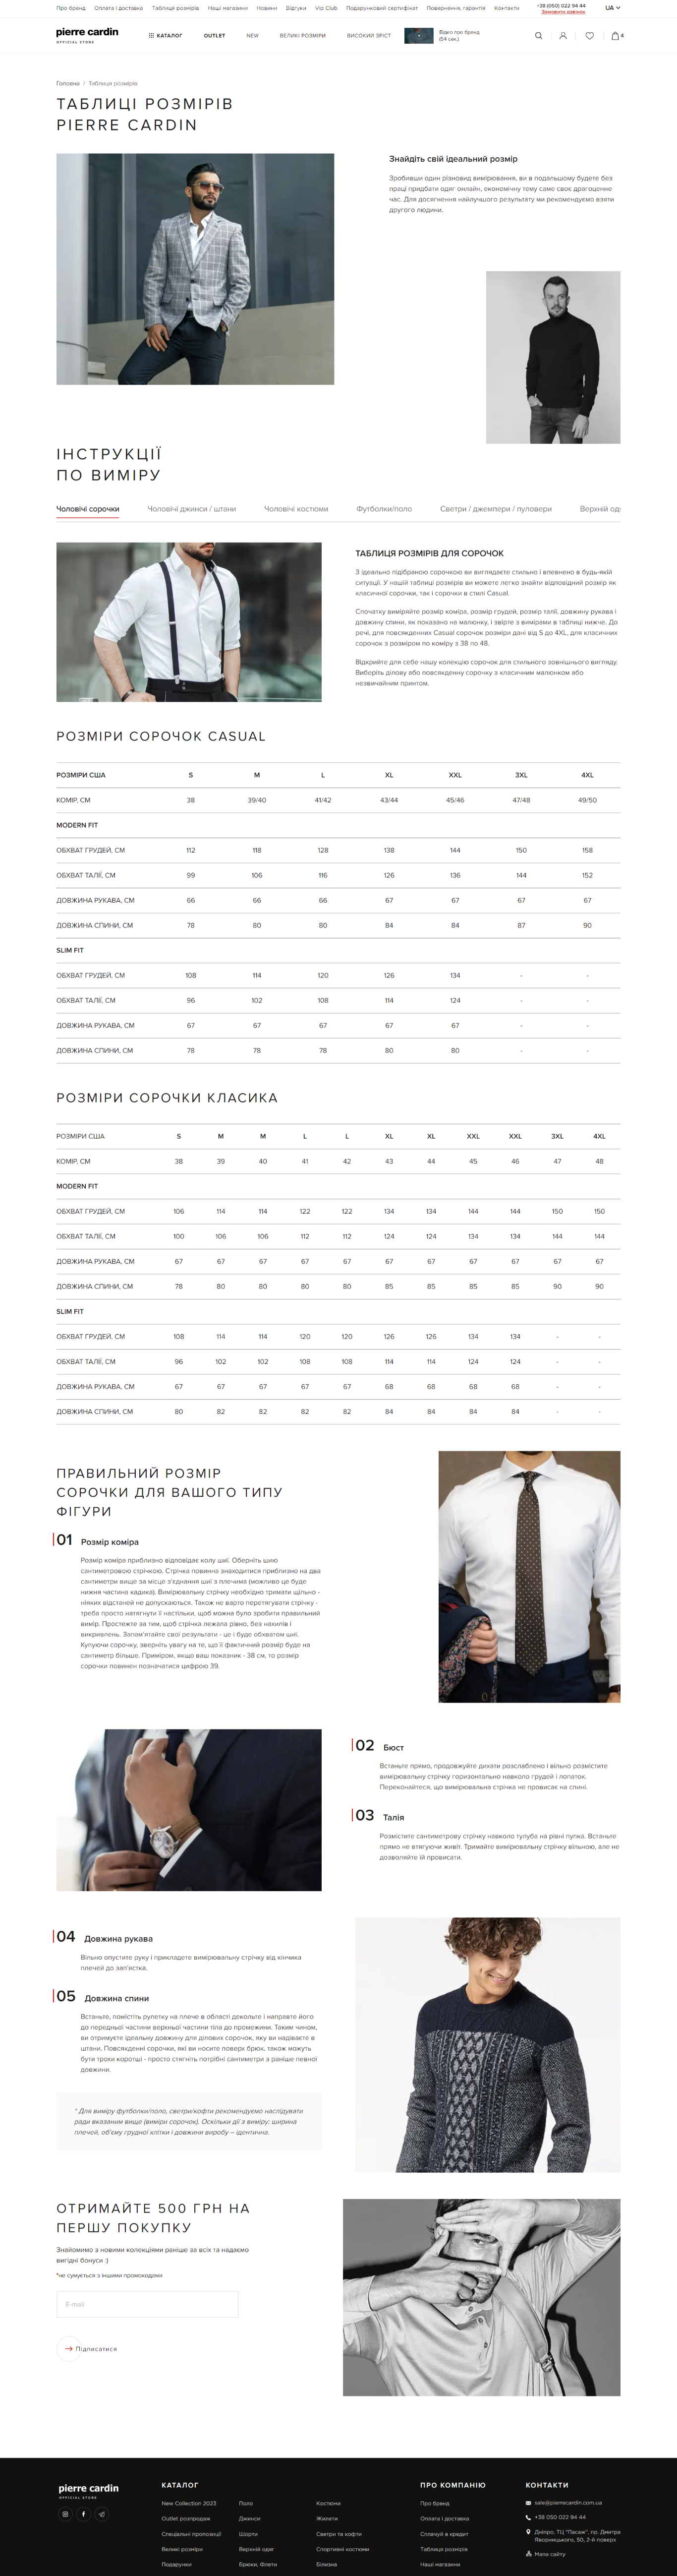 Про бренд Оплата і доставка Таблиця розмірів Наші магазини Новини Відгуки Vip Club Подарунковий сертифікат Повернення, гарантія Контакти +38 (050) 022 94 44 UA
Замовити дзвінок
pierre cardin
OFFICIAL STORE
КАТАЛОГ OUTLET NEW ВЕЛИКІ РОЗМІРИ ВИСОКИЙ ЗРІСТ Відео про бренд
(54 сек.)
4
Головна / Таблиця розмірів
ТАБЛИЦІ РОЗМІРІВ
PIERRE CARDIN
Знайдіть свій ідеальний розмір
Зробивши один різновид вимірювання, ви в подальшому будете без
праці придбати одяг онлайн, економічну тему саме своє дорогоцінне
час. Для досягнення найлучшого результату ми рекомендуємо взяти
другого людини.
ІНСТРУКЦІЇ
ПО ВИМІРУ
Чоловічі сорочки Чоловічі джинси / штани Чоловічі костюми Футболки/поло Светри / джемпери / пуловери Верхній одя
ТАБЛИЦЯ РОЗМІРІВ ДЛЯ СОРОЧОК
З ідеально підібраною сорочкою ви виглядаєте стильно і впевнено в будь-якій
ситуації. У нашій таблиці розмірів ви можете легко знайти відповідний розмір як
класичної сорочки, так і сорочки в стилі Casual.
Спочатку виміряйте розмір коміра, розмір грудей, розмір талії, довжину рукава і
довжину спини, як показано на малюнку, і звірте з вимірами в таблиці нижче. До
речі, для повсякденних Casual сорочок розміри дані від S до 4XL, для класичних
сорочок з розміром по коміру з 38 по 48.
Відкрийте для себе нашу колекцію сорочок для стильного зовнішнього вигляду.
Виберіть ділову або повсякденну сорочку з класичним малюнком або
незвичайним принтом.
РОЗМІРИ СОРОЧОК CASUAL
РОЗМІРИ США S M L XL XXL 3XL 4XL
КОМІР, СМ 38 39/40 41/42 43/44 45/46 47/48 49/50
MODERN FIT
ОБХВАТ ГРУДЕЙ, СМ 112 118 128 138 144 150 158
ОБХВАТ ТАЛІЇ, СМ 99 106 116 126 136 144 152
ДОВЖИНА РУКАВА, СМ 66 66 66 67 67 67 67
ДОВЖИНА СПИНИ, СМ 78 80 80 84 84 87 90
SLIM FIT
ОБХВАТ ГРУДЕЙ, СМ 108 114 120 126 134 - -
ОБХВАТ ТАЛІЇ, СМ 96 102 108 114 124 - -
ДОВЖИНА РУКАВА, СМ 67 67 67 67 67 - -
ДОВЖИНА СПИНИ, СМ 78 78 78 80 80 - -
РОЗМІРИ СОРОЧКИ КЛАСИКА
РОЗМІРИ США S M M L L XL XL XXL XXL 3XL 4XL
КОМІР, СМ 38 39 40 41 42 43 44 45 46 47 48
MODERN FIT
ОБХВАТ ГРУДЕЙ, СМ 106 114 114 122 122 134 134 144 144 150 150
ОБХВАТ ТАЛІЇ, СМ 100 106 106 112 112 124 124 134 134 144 144
ДОВЖИНА РУКАВА, СМ 67 67 67 67 67 67 67 67 67 67 67
ДОВЖИНА СПИНИ, СМ 78 80 80 80 80 85 85 85 85 90 90
SLIM FIT
ОБХВАТ ГРУДЕЙ, СМ 108 114 114 120 120 126 126 134 134 - -
ОБХВАТ ТАЛІЇ, СМ 96 102 102 108 108 114 114 124 124 - -
ДОВЖИНА РУКАВА, СМ 67 67 67 67 67 68 68 68 68 - -
ДОВЖИНА СПИНИ, СМ 80 82 82 82 82 84 84 84 84 - -
ПРАВИЛЬНИЙ РОЗМІР
СОРОЧКИ ДЛЯ ВАШОГО ТИПУ
ФІГУРИ
01 Розмір коміра
Розмір коміра приблизно відповідає колу шиї. Оберніть шию
сантиметровою стрічкою. Стрічка повинна знаходитися приблизно на два
сантиметри вище за місце з'єднання шиї з плечима (можливо це буде
нижня частина кадика). Вимірювальну стрічку необхідно тримати щільно -
ніяких відстаней не допускаються. Також не варто перетягувати стрічку -
треба просто натягнути її настільки, щоб можна було зробити правильний
вимір. Простежте за тим, щоб стрічка лежала рівно, без нахилів і
викривлень. Запам'ятайте свої результати - це і буде обхватом шиї.
Купуючи сорочку, зверніть увагу на те, що її фактичний розмір буде на
сантиметр більше. Приміром, якщо ваш показник - 38 см, то розмір
сорочки повинен позначатися цифрою 39.
02 Бюст
Встаньте прямо, продовжуйте дихати розслаблено і вільно розмістите
вимірювальну стрічку горизонтально навколо грудей і лопаток.
Переконайтеся, що вимірювальна стрічка не провисає на спині.
03 Талія
Розмістите сантиметрову стрічку навколо тулуба на рівні пупка. Встаньте
прямо не втягуючи живіт. Тримайте вимірювальну стрічку вільною, але не
дозволяйте їй провисати.
04 Довжина рукава
Вільно опустите руку і прикладете вимірювальну стрічку від кінчика
плечей до зап'ястка.
05 Довжина спини
Встаньте, помістіть рулетку на плече в області декольте і направте його
до передньої частини верхньої частини тіла до промежини. Таким чином,
ви отримуєте ідеальну довжину для ділових сорочок, яку ви надіваєте в
штани. Повсякденні сорочки, які ви носите поверх брюк, також можуть
бути трохи коротші - просто стягніть потрібні сантиметри з раніше певної
довжини.
* Для виміру футболки/поло, светри/кофти рекомендуємо наслідувати
ради вказаним вище (виміри сорочок). Оскільки дії з виміру: ширина
плечей, об'єму грудної клітки і довжини виробу – ідентична.
ОТРИМАЙТЕ 500 ГРН НА
ПЕРШУ ПОКУПКУ
Знайомимо з новими колекціями раніше за всіх та надаємо
вигідні бонуси :)
*не сумується з іншими промокодами
E-mail
Підписатися
pierre cardin
OFFICIAL STORE
КАТАЛОГ
New Collection 2023 Поло Костюми
Outlet розпродаж Джинси Жилети
Спеціальні пропозиції Шорти Светри та кофти
Великі розміри Верхній одяг Спортивні костюми
Подарунки Брюки, Фляти Білизна
ПРО КОМПАНІЮ
Про бренд
Оплата і доставка
Сплачуй в кредит
Таблиця розмірів
Наші магазини
КОНТАКТИ
sale@pierrecardin.com.ua
+38 050 022 94 44
Дніпро, ТЦ "Пасаж", пр. Дмитра
Яворницького, 50, 2-й поверх
Мапа сайту